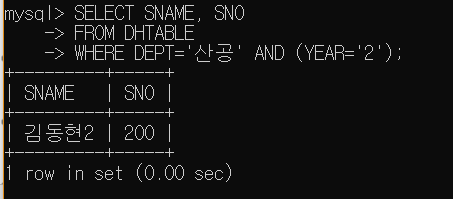 mysql> SELECT SNAME, SNO
    -> FROM DHTABLE
    -> WHERE DEPT='산공' AND (YEAR='2');
+---------+-----+
| SNAME   | SNO |
+---------+-----+
| 김동현2 | 200 |
+---------+-----+
1 row in set (0.00 sec)